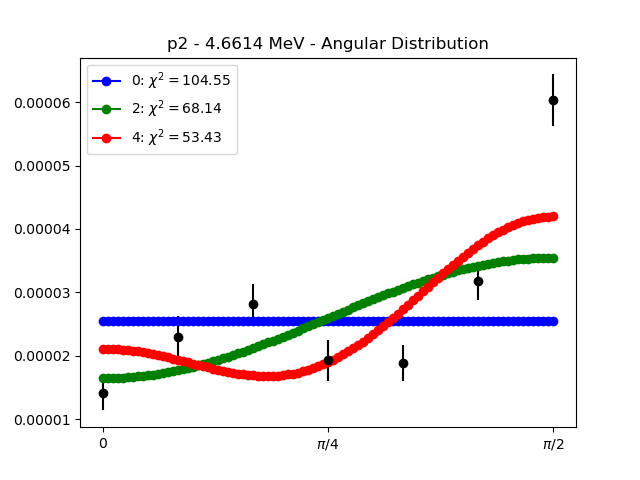 p2 - 4.6614 MeV - Angular Distribution
0: χ² = 104.55
2: χ² = 68.14
4: χ² = 53.43
0.00006
0.00005
0.00004
0.00003
0.00002
0.00001
0 π/4 π/2